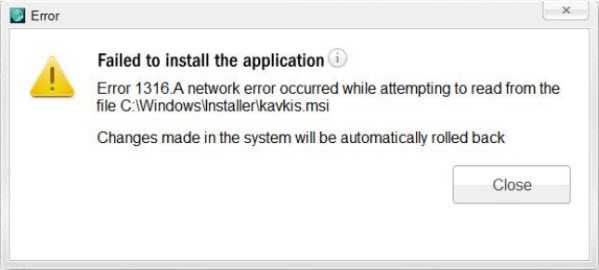 Error
Failed to install the application
Error 1316.A network error occurred while attempting to read from the
file C:\Windows\Installer\kavkis.msi
Changes made in the system will be automatically rolled back
Close